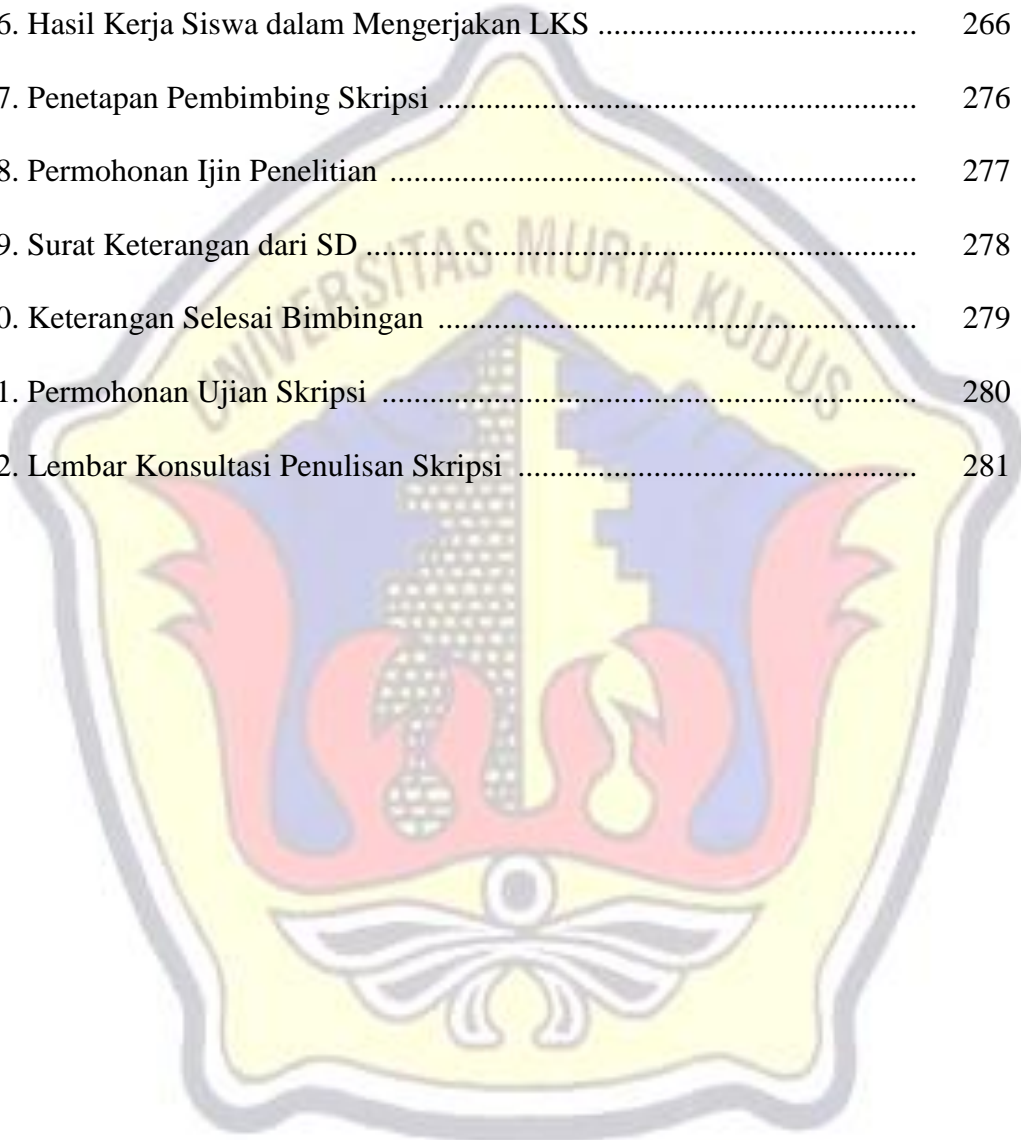 6. Hasil Kerja Siswa dalam Mengerjakan LKS .................................... 266
7. Penetapan Pembimbing Skripsi ...................................................... 276
8. Permohonan Ijin Penelitian ............................................................ 277
9. Surat Keterangan dari SD ............................................................... 278
0. Keterangan Selesai Bimbingan ...................................................... 279
1. Permohonan Ujian Skripsi ............................................................. 280
2. Lembar Konsultasi Penulisan Skripsi ............................................. 281
UNIVERSITAS MURIA KUDUS